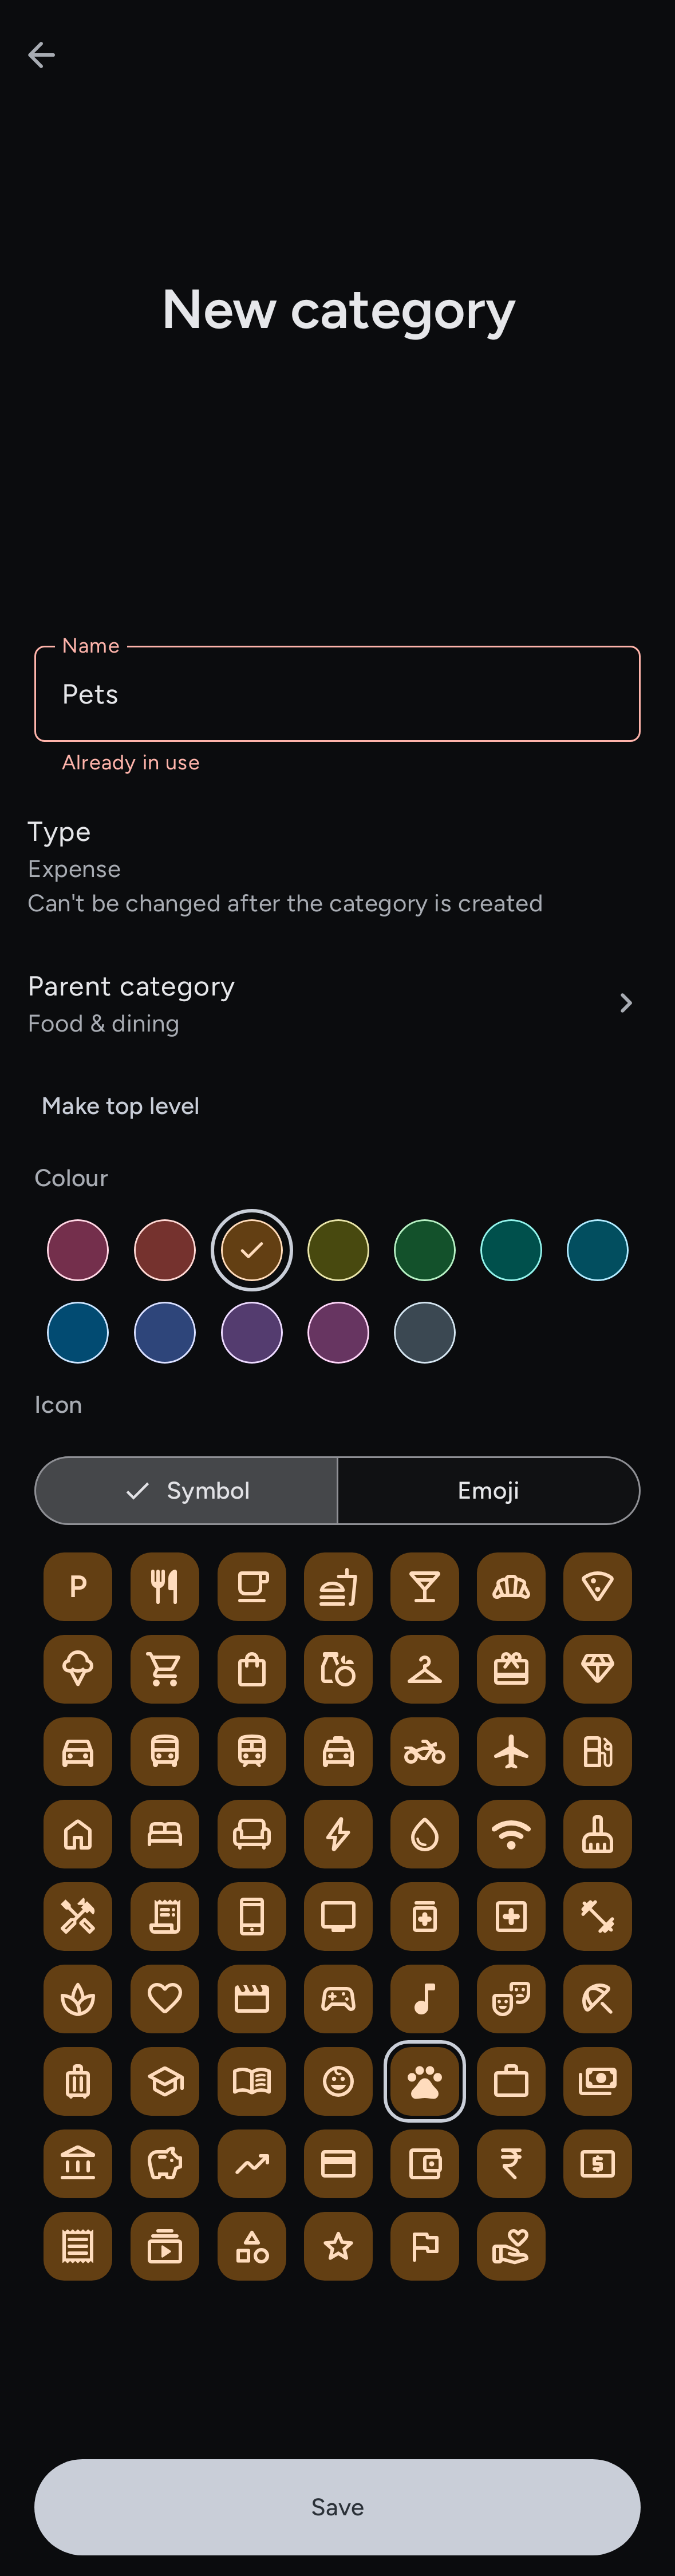 New category
Name
Pets
Already in use
Type
Expense
Can't be changed after the category is created
Parent category
Food & dining
Make top level
Colour
Icon
Symbol
Emoji
P
Save